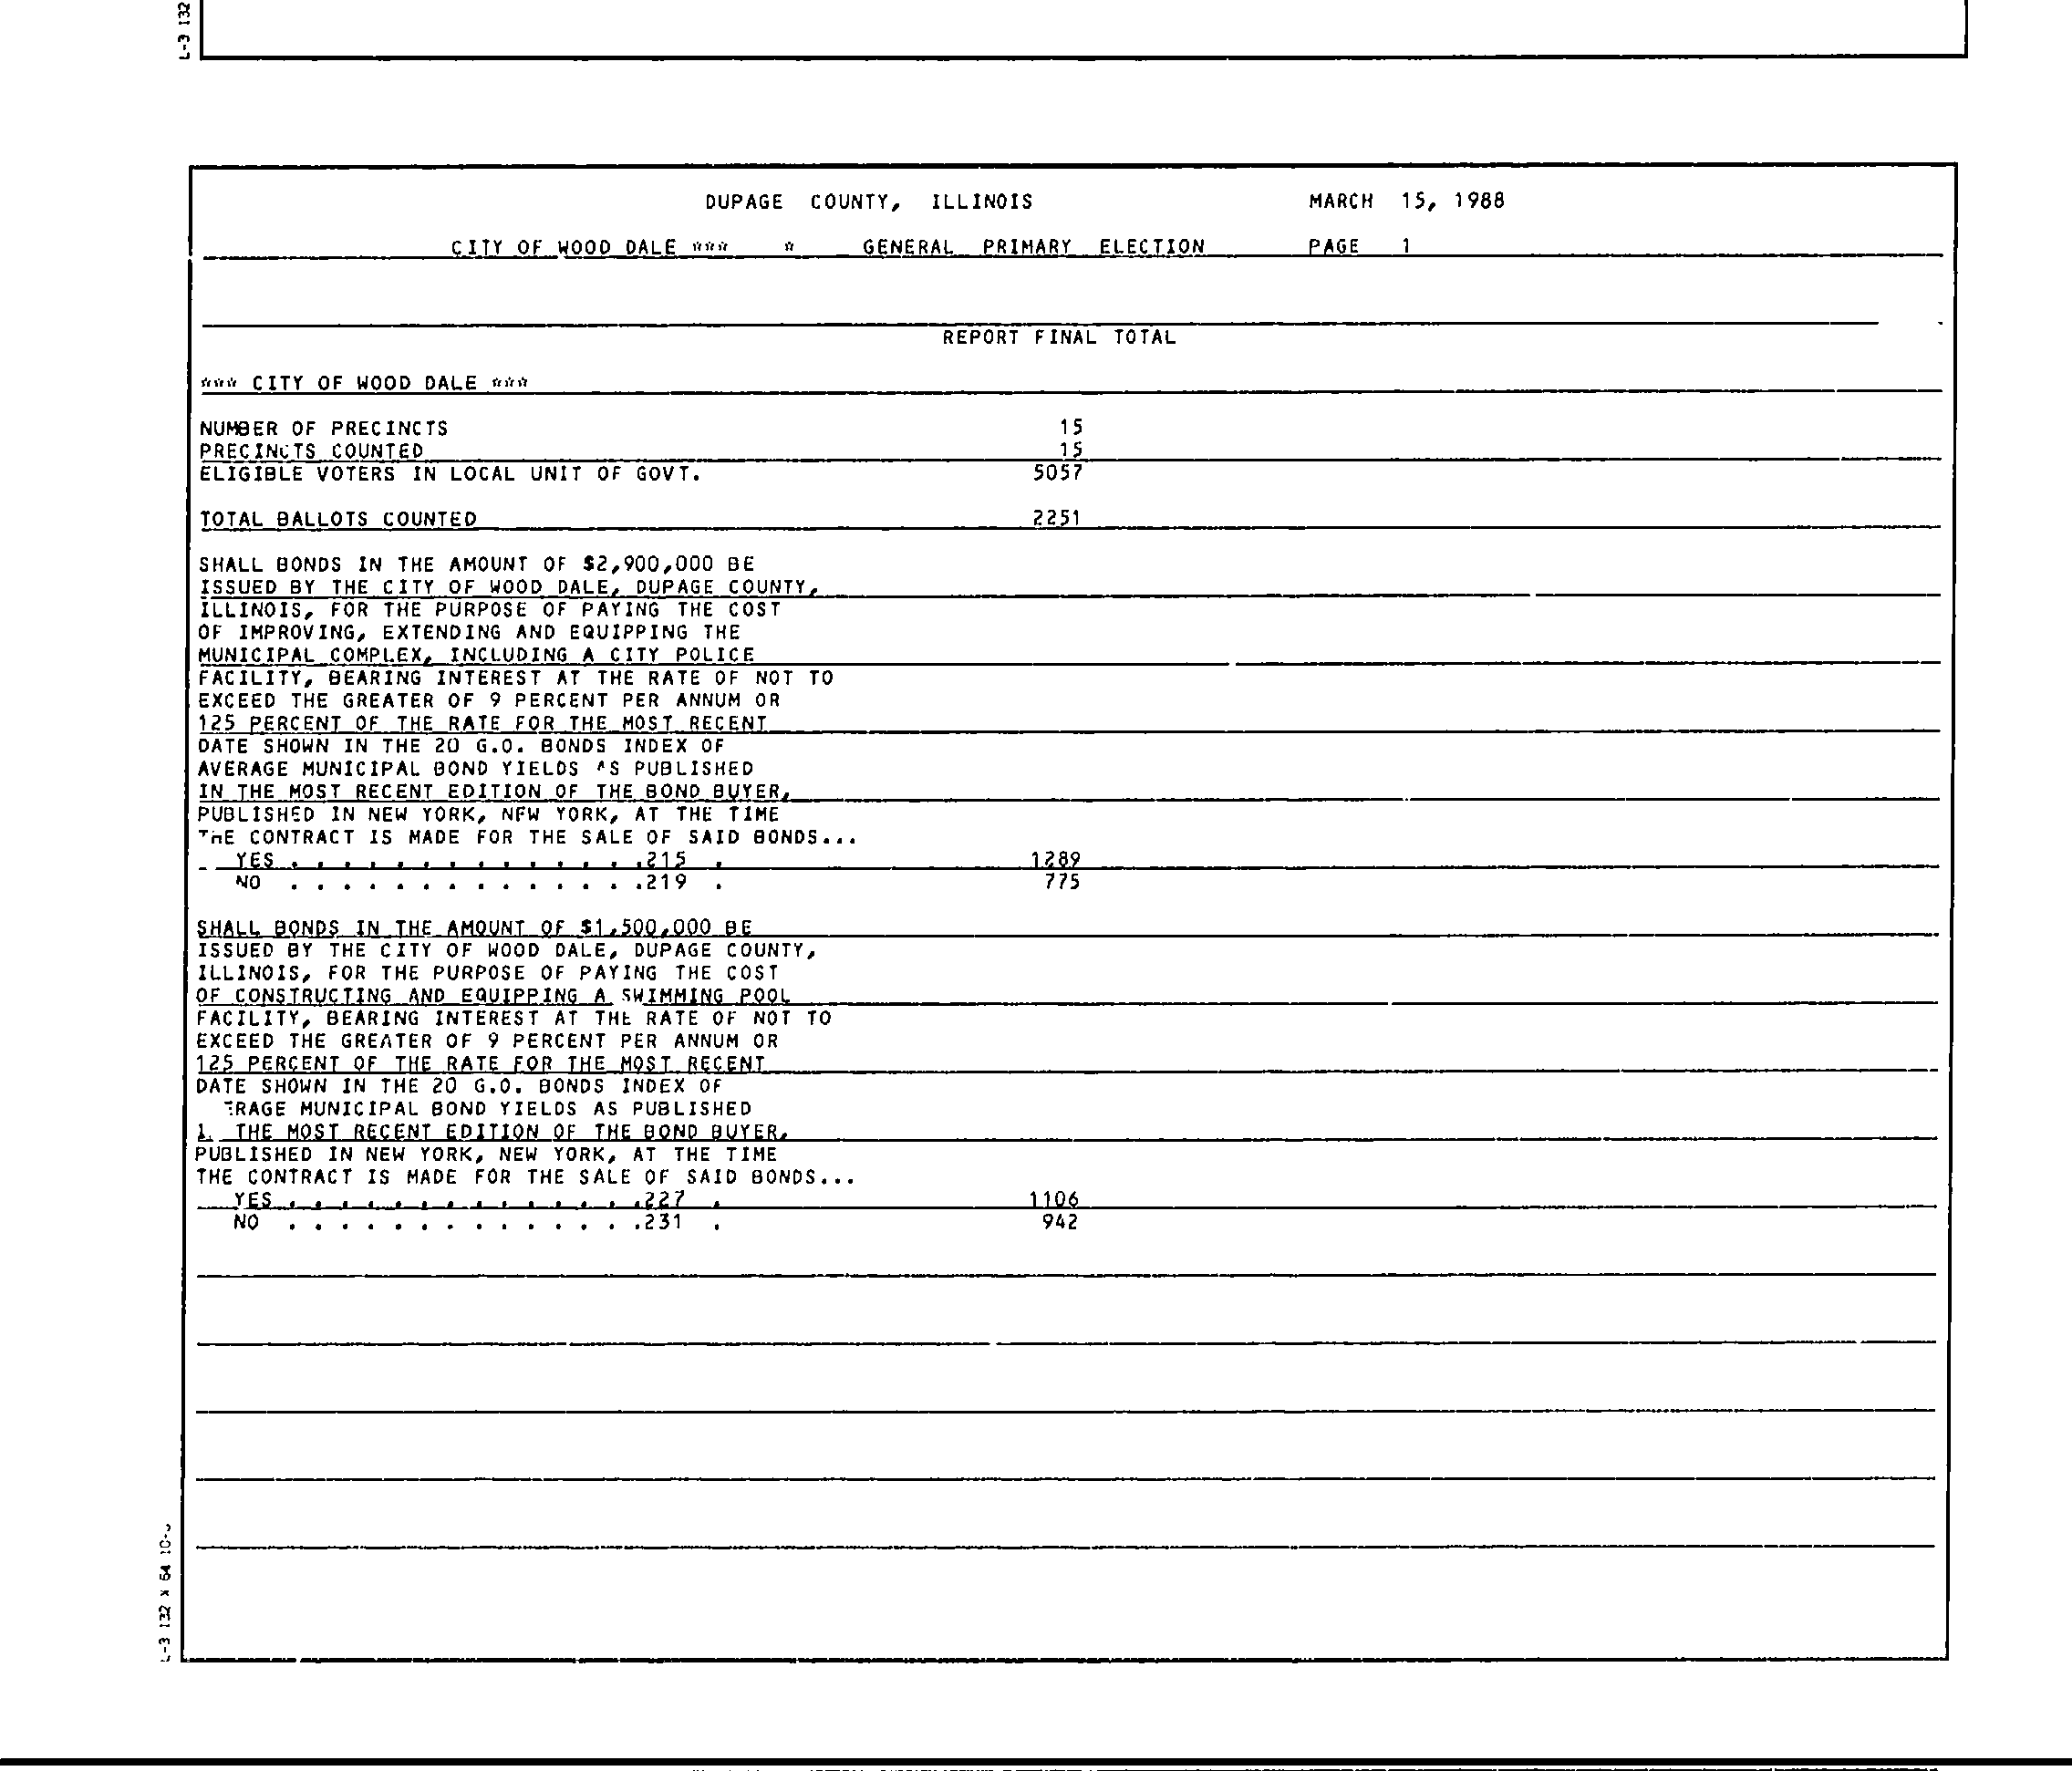 L-3 132
DUPAGE COUNTY, ILLINOIS MARCH 15, 1988
CITY OF WOOD DALE *** * GENERAL PRIMARY ELECTION PAGE 1
REPORT FINAL TOTAL
*** CITY OF WOOD DALE ***
NUMBER OF PRECINCTS 15
PRECINCTS COUNTED 15
ELIGIBLE VOTERS IN LOCAL UNIT OF GOVT. 5057
TOTAL BALLOTS COUNTED 2251
SHALL BONDS IN THE AMOUNT OF $2,900,000 BE
ISSUED BY THE CITY OF WOOD DALE, DUPAGE COUNTY,
ILLINOIS, FOR THE PURPOSE OF PAYING THE COST
OF IMPROVING, EXTENDING AND EQUIPPING THE
MUNICIPAL COMPLEX, INCLUDING A CITY POLICE
FACILITY, BEARING INTEREST AT THE RATE OF NOT TO
EXCEED THE GREATER OF 9 PERCENT PER ANNUM OR
125 PERCENT OF THE RATE FOR THE MOST RECENT
DATE SHOWN IN THE 20 G.O. BONDS INDEX OF
AVERAGE MUNICIPAL BOND YIELDS AS PUBLISHED
IN THE MOST RECENT EDITION OF THE BOND BUYER,
PUBLISHED IN NEW YORK, NEW YORK, AT THE TIME
THE CONTRACT IS MADE FOR THE SALE OF SAID BONDS...
YES . . . . . . . . . . . . . .215 . 1289
NO . . . . . . . . . . . . . .219 . 775
SHALL BONDS IN THE AMOUNT OF $1,500,000 BE
ISSUED BY THE CITY OF WOOD DALE, DUPAGE COUNTY,
ILLINOIS, FOR THE PURPOSE OF PAYING THE COST
OF CONSTRUCTING AND EQUIPPING A SWIMMING POOL
FACILITY, BEARING INTEREST AT THE RATE OF NOT TO
EXCEED THE GREATER OF 9 PERCENT PER ANNUM OR
125 PERCENT OF THE RATE FOR THE MOST RECENT
DATE SHOWN IN THE 20 G.O. BONDS INDEX OF
ERAGE MUNICIPAL BOND YIELDS AS PUBLISHED
THE MOST RECENT EDITION OF THE BOND BUYER,
PUBLISHED IN NEW YORK, NEW YORK, AT THE TIME
THE CONTRACT IS MADE FOR THE SALE OF SAID BONDS...
YES . . . . . . . . . . . . . .227 . 1106
NO . . . . . . . . . . . . . .231 . 942
L-3 132 x 64